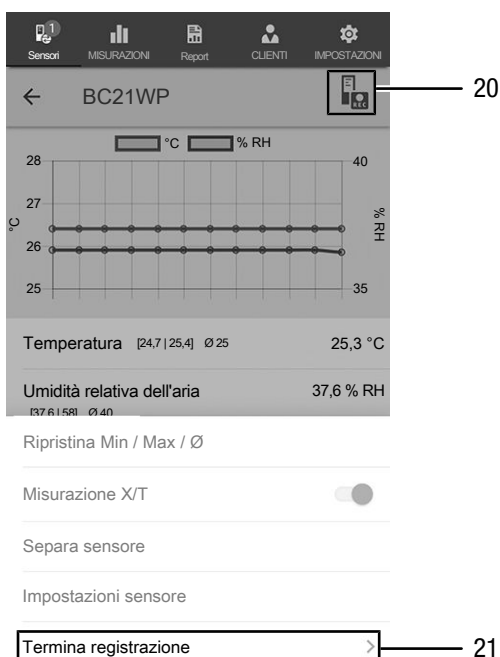 1
Sensori MISURAZIONI Report CLIENTI IMPOSTAZIONI
BC21WP
REC
20
°C % RH
28 40
27
°C % RH
26
25 35
Temperatura [24,7 | 25,4] Ø 25 25,3 °C
Umidità relativa dell'aria 37,6 % RH
[37,6 | 58] Ø 40
Ripristina Min / Max / Ø
Misurazione X/T
Separa sensore
Impostazioni sensore
Termina registrazione
21